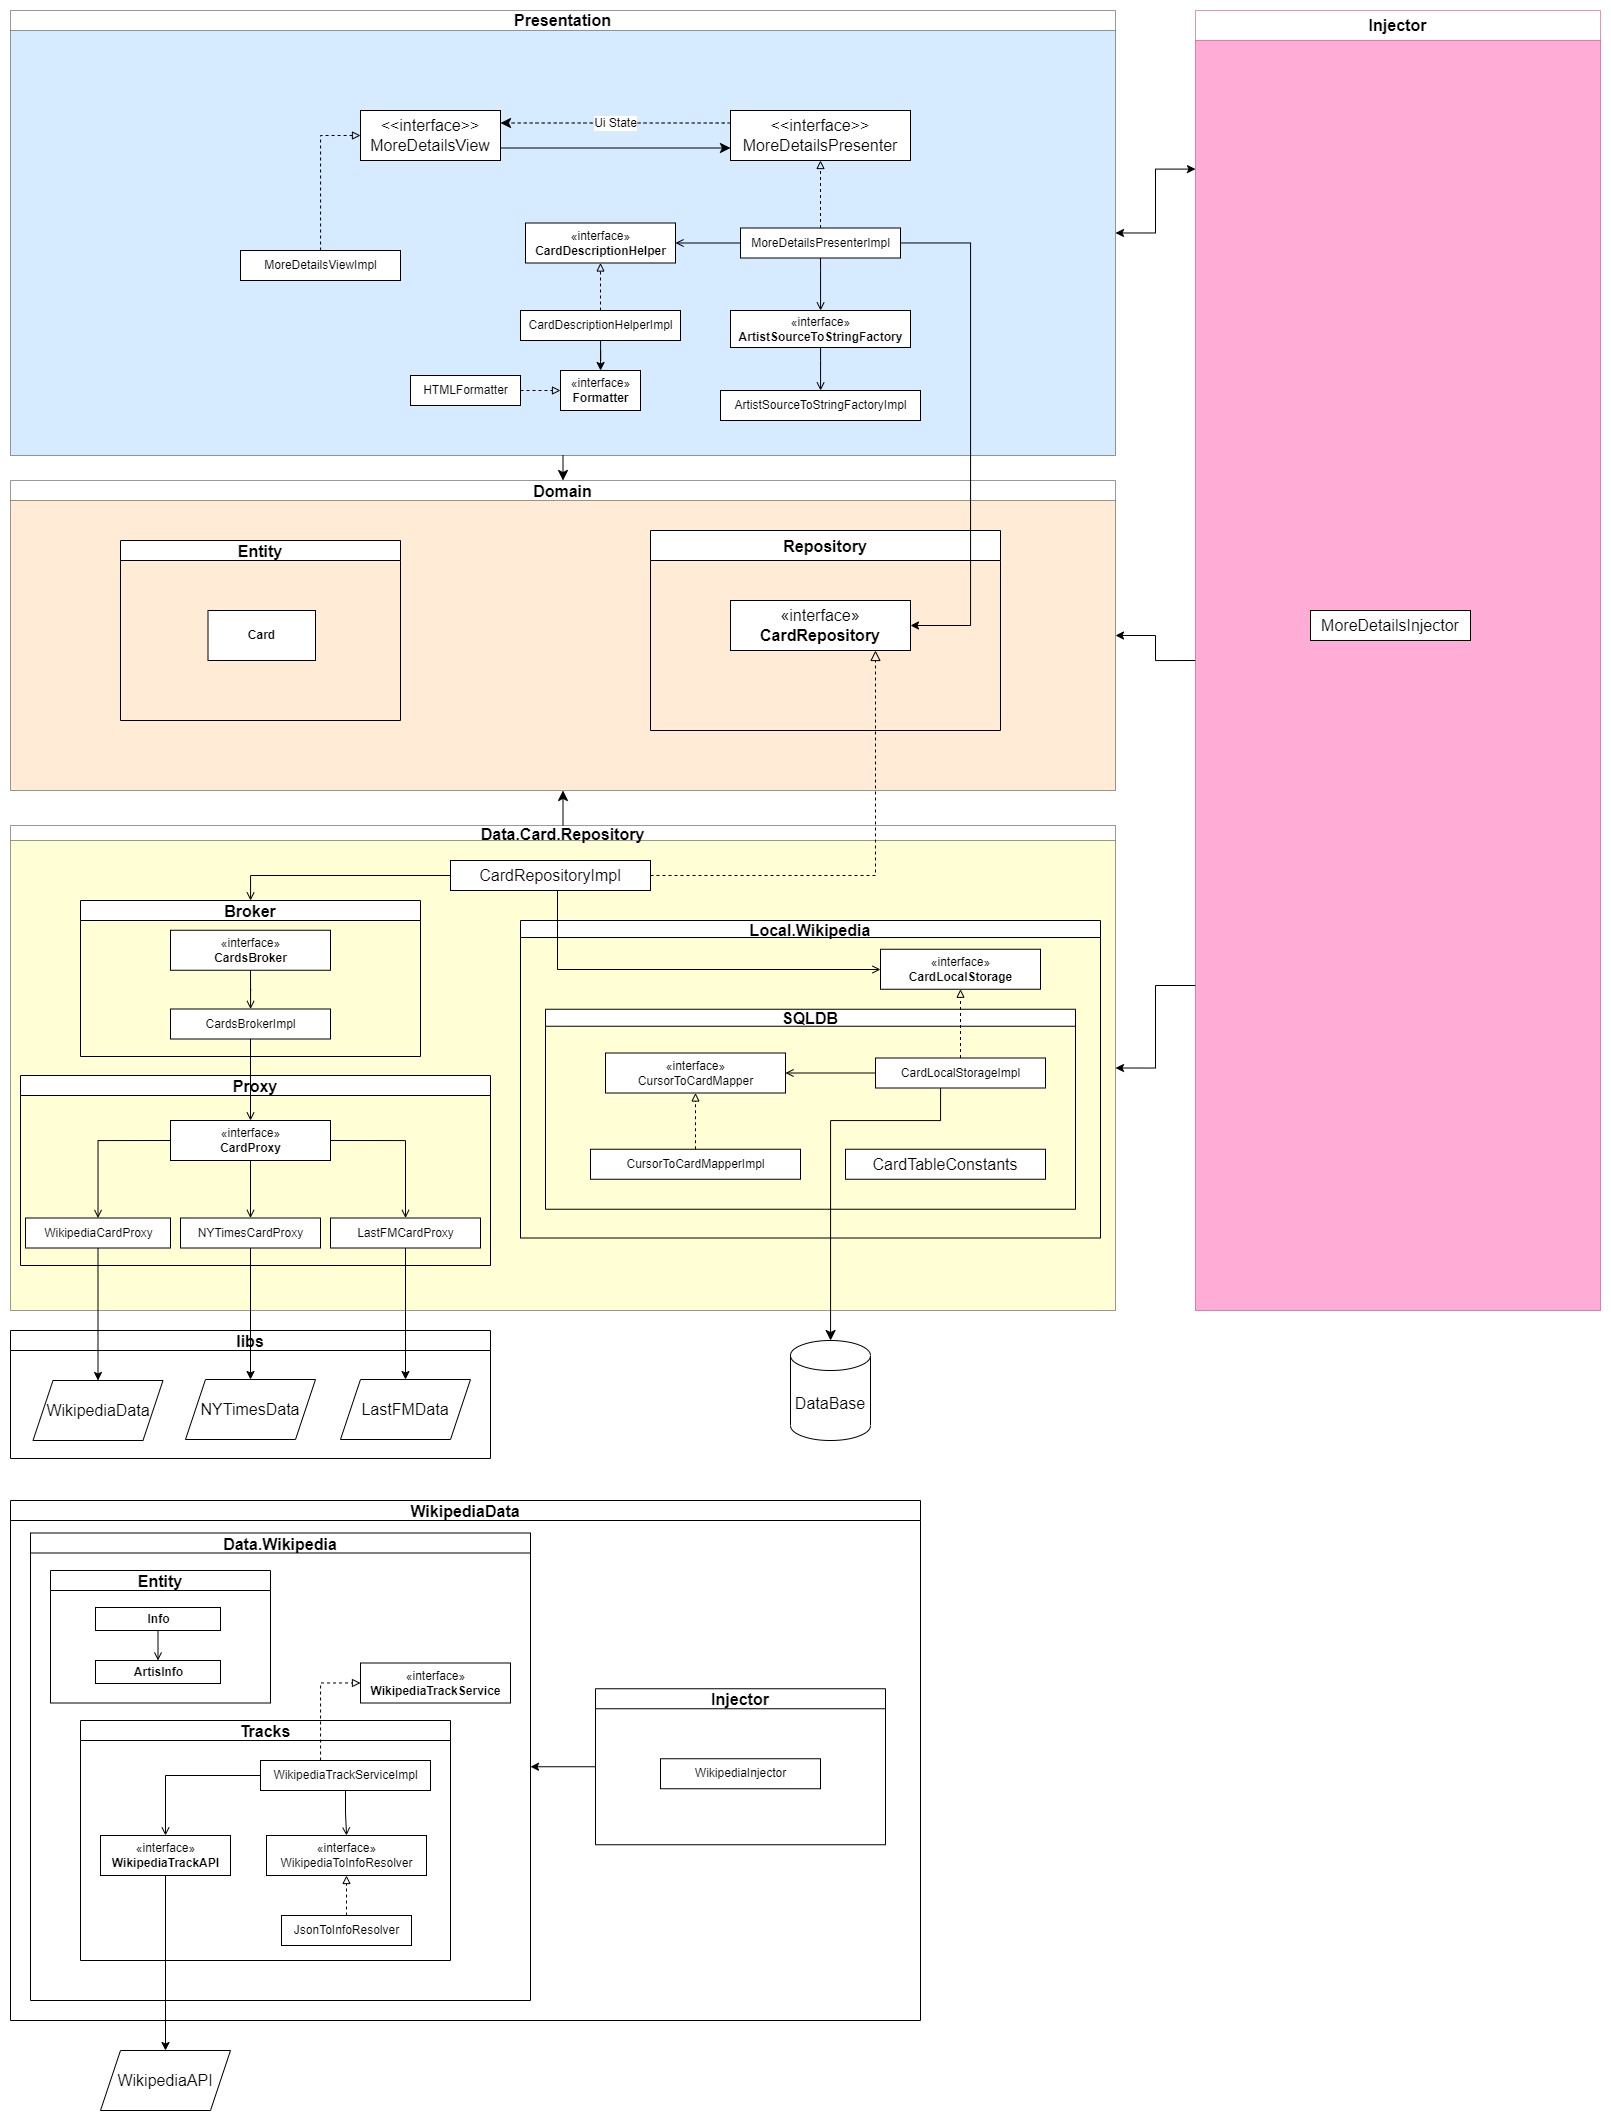 Presentation
Injector
<<interface>>
MoreDetailsView
Ui State
<<interface>>
MoreDetailsPresenter
«interface»
CardDescriptionHelper
MoreDetailsPresenterImpl
MoreDetailsViewImpl
CardDescriptionHelperImpl
«interface»
ArtistSourceToStringFactory
HTMLFormatter
«interface»
Formatter
ArtistSourceToStringFactoryImpl
Domain
Entity
Card
Repository
«interface»
CardRepository
MoreDetailsInjector
Data.Card.Repository
CardRepositoryImpl
Broker
«interface»
CardsBroker
CardsBrokerImpl
Local.Wikipedia
«interface»
CardLocalStorage
SQLDB
«interface»
CursorToCardMapper
CardLocalStorageImpl
CursorToCardMapperImpl
CardTableConstants
Proxy
«interface»
CardProxy
WikipediaCardProxy
NYTimesCardProxy
LastFMCardProxy
libs
WikipediaData
NYTimesData
LastFMData
DataBase
WikipediaData
Data.Wikipedia
Entity
Info
ArtisInfo
«interface»
WikipediaTrackService
Tracks
WikipediaTrackServiceImpl
«interface»
WikipediaTrackAPI
«interface»
WikipediaToInfoResolver
JsonToInfoResolver
Injector
WikipediaInjector
WikipediaAPI